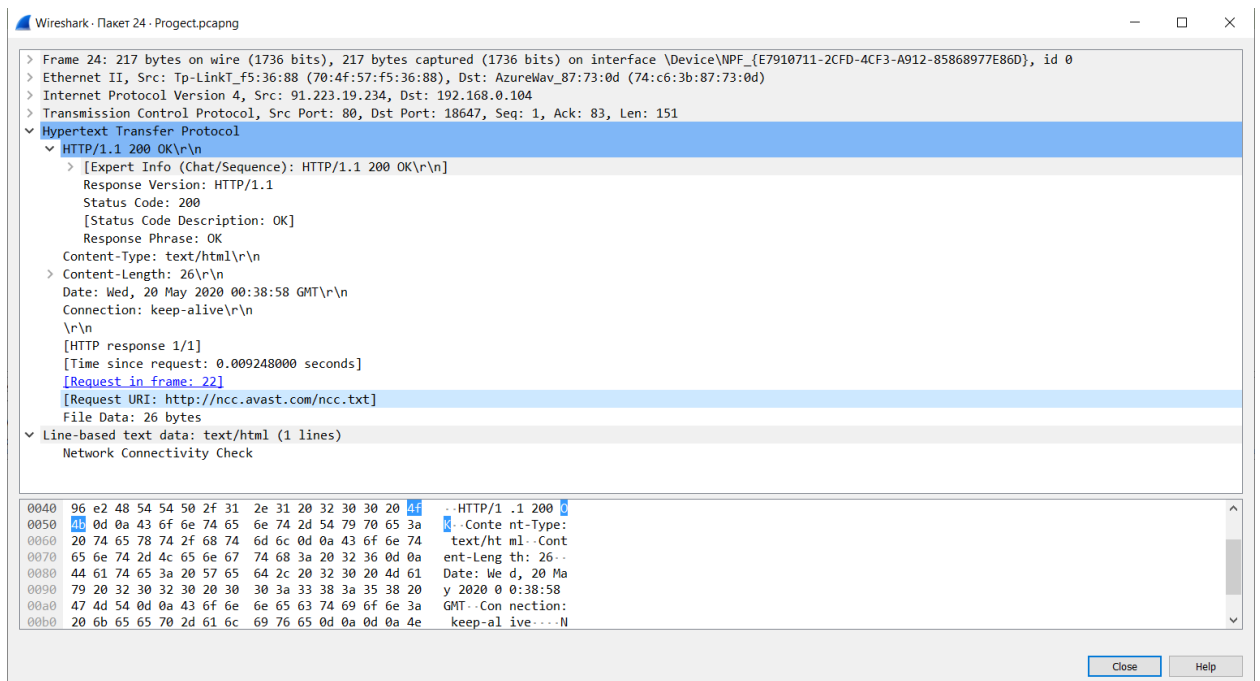 Wireshark · Пакет 24 · Progect.pcapng
Frame 24: 217 bytes on wire (1736 bits), 217 bytes captured (1736 bits) on interface \Device\NPF_{E7910711-2CFD-4CF3-A912-85868977E86D}, id 0
Ethernet II, Src: Tp-LinkT_f5:36:88 (70:4f:57:f5:36:88), Dst: AzureWav_87:73:0d (74:c6:3b:87:73:0d)
Internet Protocol Version 4, Src: 91.223.19.234, Dst: 192.168.0.104
Transmission Control Protocol, Src Port: 80, Dst Port: 18647, Seq: 1, Ack: 83, Len: 151
Hypertext Transfer Protocol
HTTP/1.1 200 OK\r\n
[Expert Info (Chat/Sequence): HTTP/1.1 200 OK\r\n]
Response Version: HTTP/1.1
Status Code: 200
[Status Code Description: OK]
Response Phrase: OK
Content-Type: text/html\r\n
Content-Length: 26\r\n
Date: Wed, 20 May 2020 00:38:58 GMT\r\n
Connection: keep-alive\r\n
\r\n
[HTTP response 1/1]
[Time since request: 0.009248000 seconds]
[Request in frame: 22]
[Request URI: http://ncc.avast.com/ncc.txt]
File Data: 26 bytes
Line-based text data: text/html (1 lines)
Network Connectivity Check
0040 96 e2 48 54 54 50 2f 31 2e 31 20 32 30 30 20 4f ··HTTP/1 .1 200 O
0050 4b 0d 0a 43 6f 6e 74 65 6e 74 2d 54 79 70 65 3a K··Conte nt-Type:
0060 20 74 65 78 74 2f 68 74 6d 6c 0d 0a 43 6f 6e 74 text/ht ml··Cont
0070 65 6e 74 2d 4c 65 6e 67 74 68 3a 20 32 36 0d 0a ent-Leng th: 26··
0080 44 61 74 65 3a 20 57 65 64 2c 20 32 30 20 4d 61 Date: We d, 20 Ma
0090 79 20 32 30 32 30 20 30 30 3a 33 38 3a 35 38 20 y 2020 0 0:38:58
00a0 47 4d 54 0d 0a 43 6f 6e 6e 65 63 74 69 6f 6e 3a GMT··Con nection:
00b0 20 6b 65 65 70 2d 61 6c 69 76 65 0d 0a 0d 0a 4e keep-al ive····N
Close Help